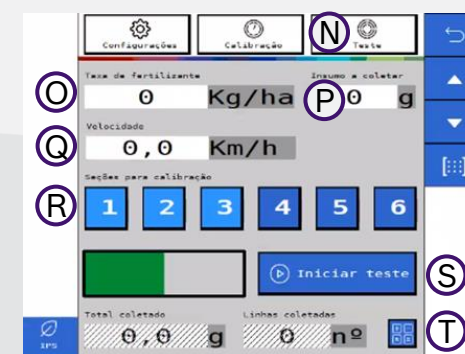 Configurações Calibração N Teste
Taxa de fertilizante Insumo a coletar
O 0 Kg/ha P 0 g
Velocidade
Q 0,0 Km/h
Seções para calibração
R 1 2 3 4 5 6
Iniciar teste S
Total coletado Linhas coletadas
IPS 0,0 g 0 nº T